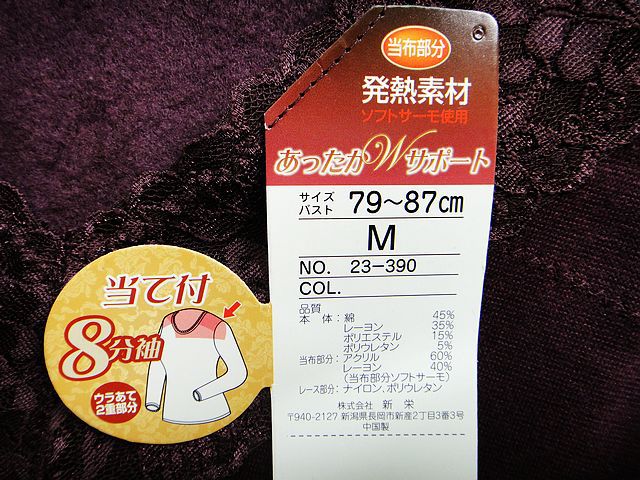 当布部分
発熱素材
ソフトサーモ使用
あったかWサポート
サイズ
バスト 79〜87cm
M
NO. 23-390
COL.
品質
本 体：綿 45%
レーヨン 35%
ポリエステル 15%
ポリウレタン 5%
当布部分：アクリル 60%
レーヨン 40%
(当布部分ソフトサーモ)
レース部分：ナイロン、ポリウレタン
株式会社 新 栄
〒940-2127 新潟県長岡市新産2丁目3番3号
中国製
当て付
8分袖
ウラあて
2重部分